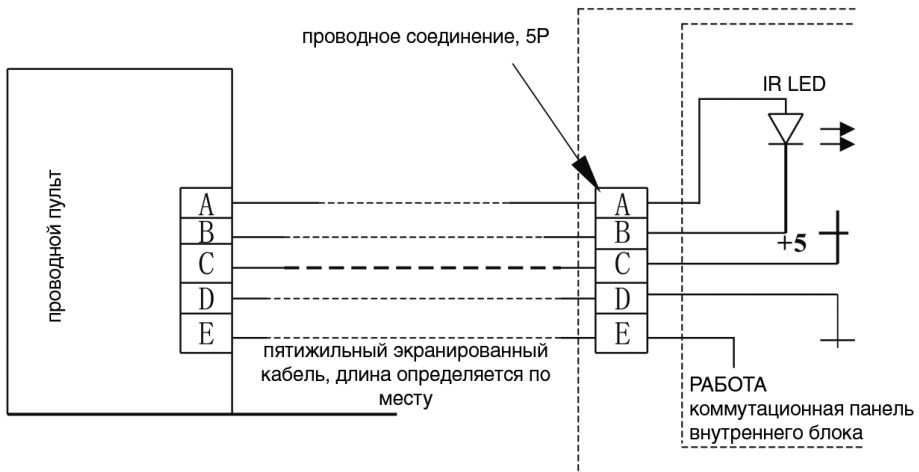 проводное соединение, 5P
IR LED
проводной пульт
A
B
C
D
E
A
B
C
D
E
+5
пятижильный экранированный
кабель, длина определяется по
месту
РАБОТА
коммутационная панель
внутреннего блока